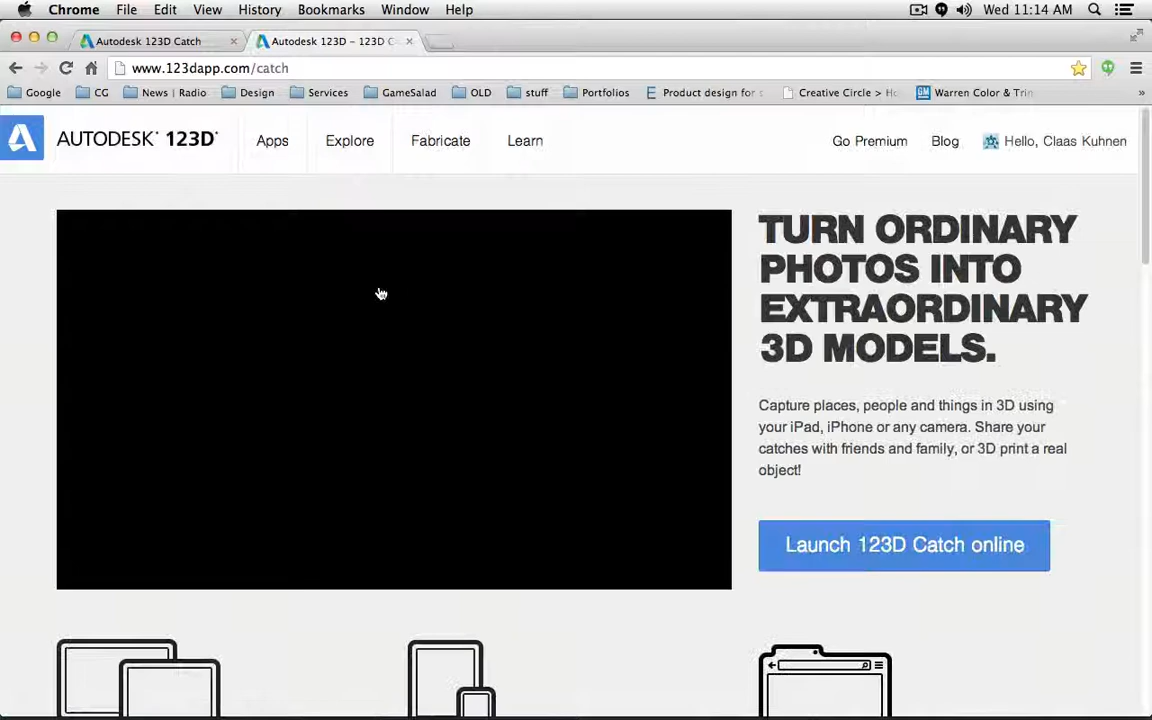 Chrome File Edit View History Bookmarks Window Help Wed 11:14 AM
Autodesk 123D Catch Autodesk 123D – 123D C
www.123dapp.com/catch
Google CG News | Radio Design Services GameSalad OLD stuff Portfolios Product design for Creative Circle > Ho Warren Color & Trin »
AUTODESK® 123D® Apps Explore Fabricate Learn Go Premium Blog Hello, Claas Kuhnen
TURN ORDINARY
PHOTOS INTO
EXTRAORDINARY
3D MODELS.
Capture places, people and things in 3D using
your iPad, iPhone or any camera. Share your
catches with friends and family, or 3D print a real
object!
Launch 123D Catch online